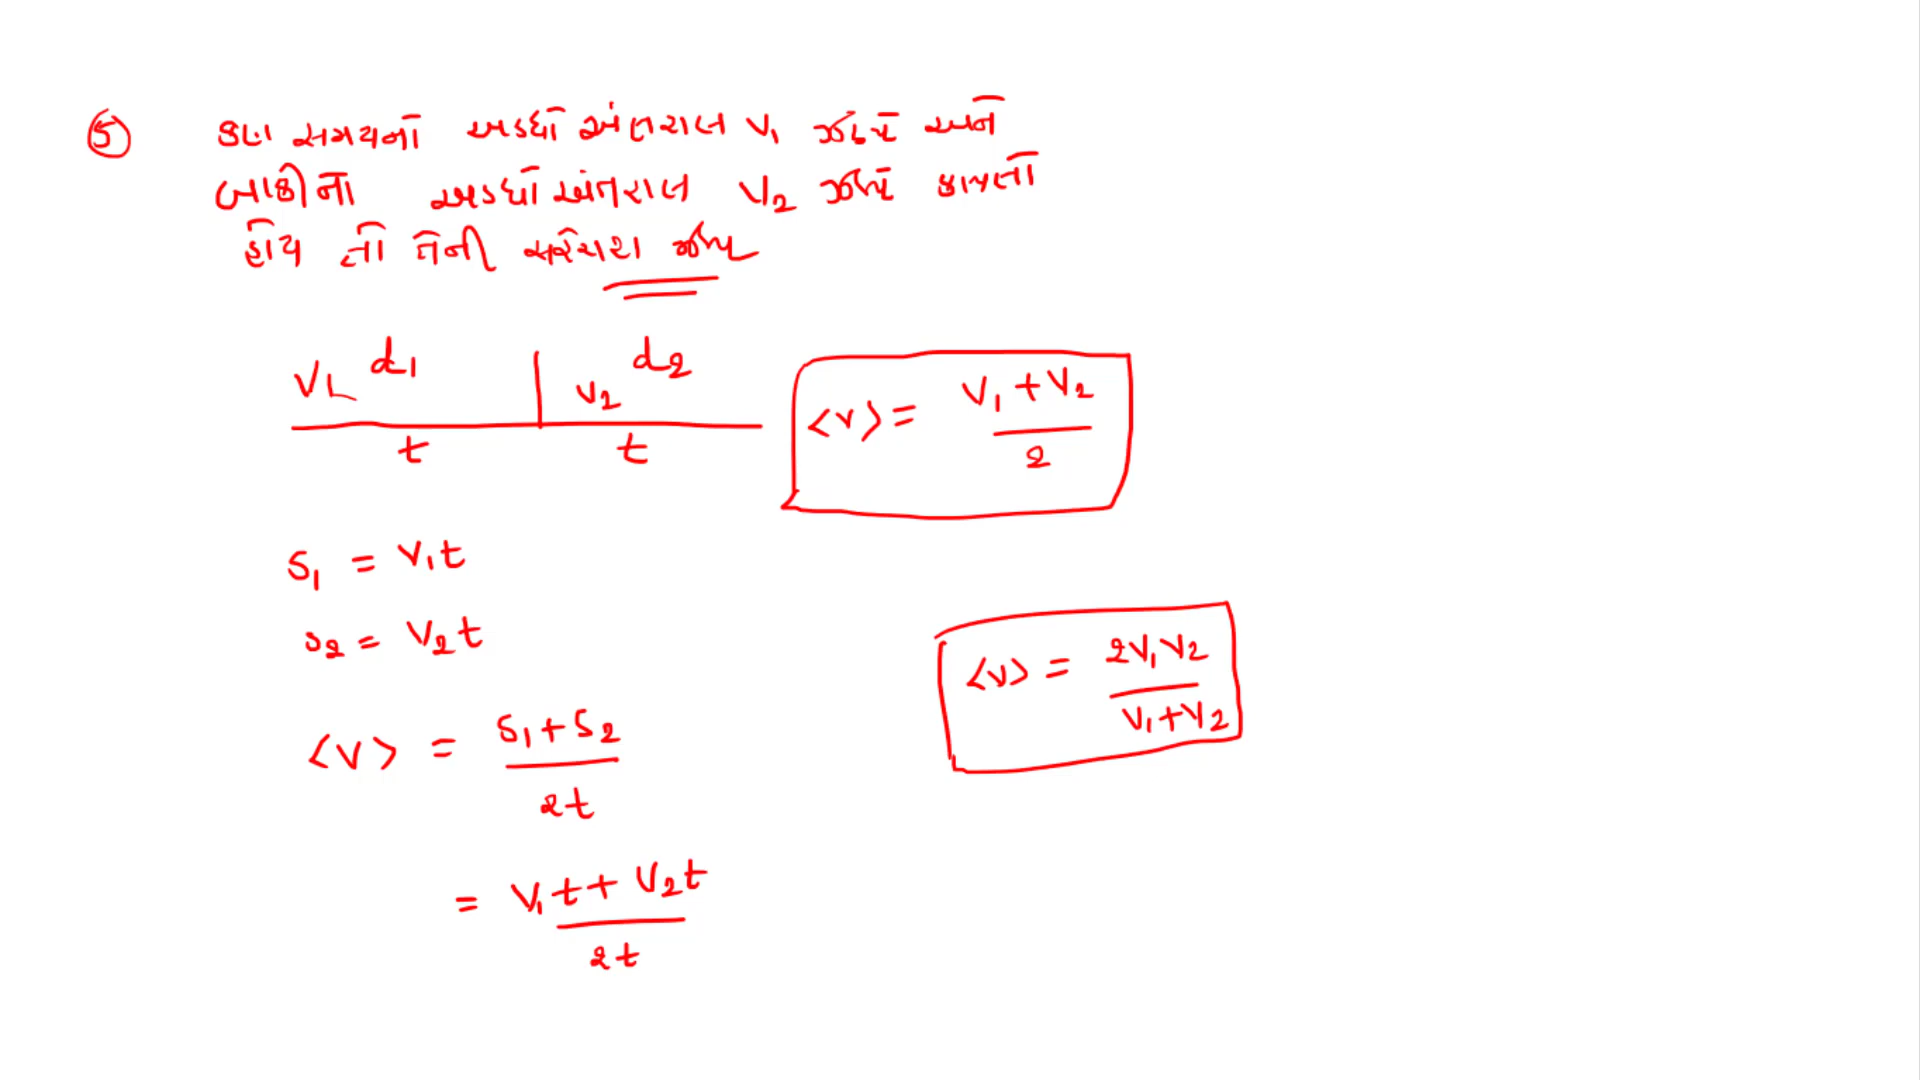 5 કણ સમયનો અડધો અંતરાલ V₁ ઝડપે અને
બાકીનો અડધો અંતરાલ V₂ ઝડપે કાપતો
હોય તો તેની સરેરાશ ઝડપ
V₁ d₁ V₂ d₂
t t
<v> = V₁ + V₂ / 2
S₁ = V₁t
S₂ = V₂t
<v> = 2V₁V₂ / V₁+V₂
<v> = S₁+S₂ / 2t
= V₁t + V₂t / 2t